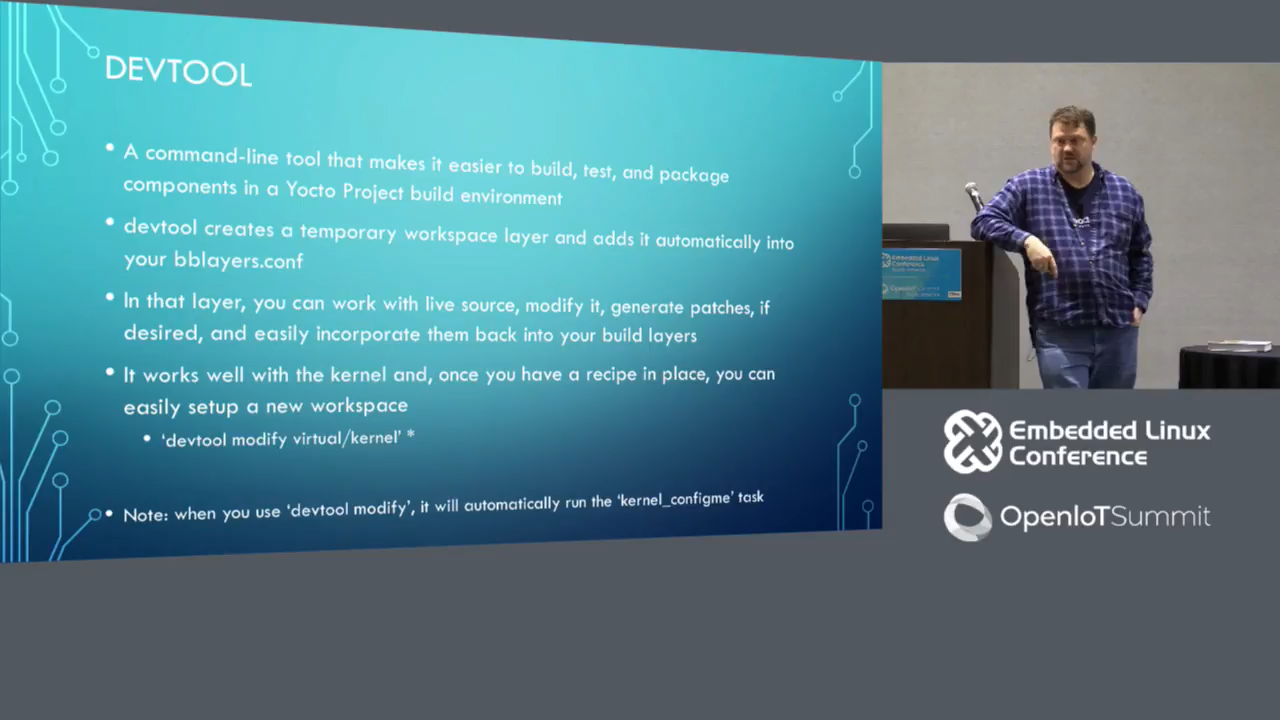 DEVTOOL
• A command-line tool that makes it easier to build, test, and package
components in a Yocto Project build environment
• devtool creates a temporary workspace layer and adds it automatically into
your bblayers.conf
• In that layer, you can work with live source, modify it, generate patches, if
desired, and easily incorporate them back into your build layers
• It works well with the kernel and, once you have a recipe in place, you can
easily setup a new workspace
• ‘devtool modify virtual/kernel’ *
• Note: when you use ‘devtool modify’, it will automatically run the ‘kernel_configme’ task
Embedded Linux
Conference
Embedded Linux
Conference
OpenIoTSummit